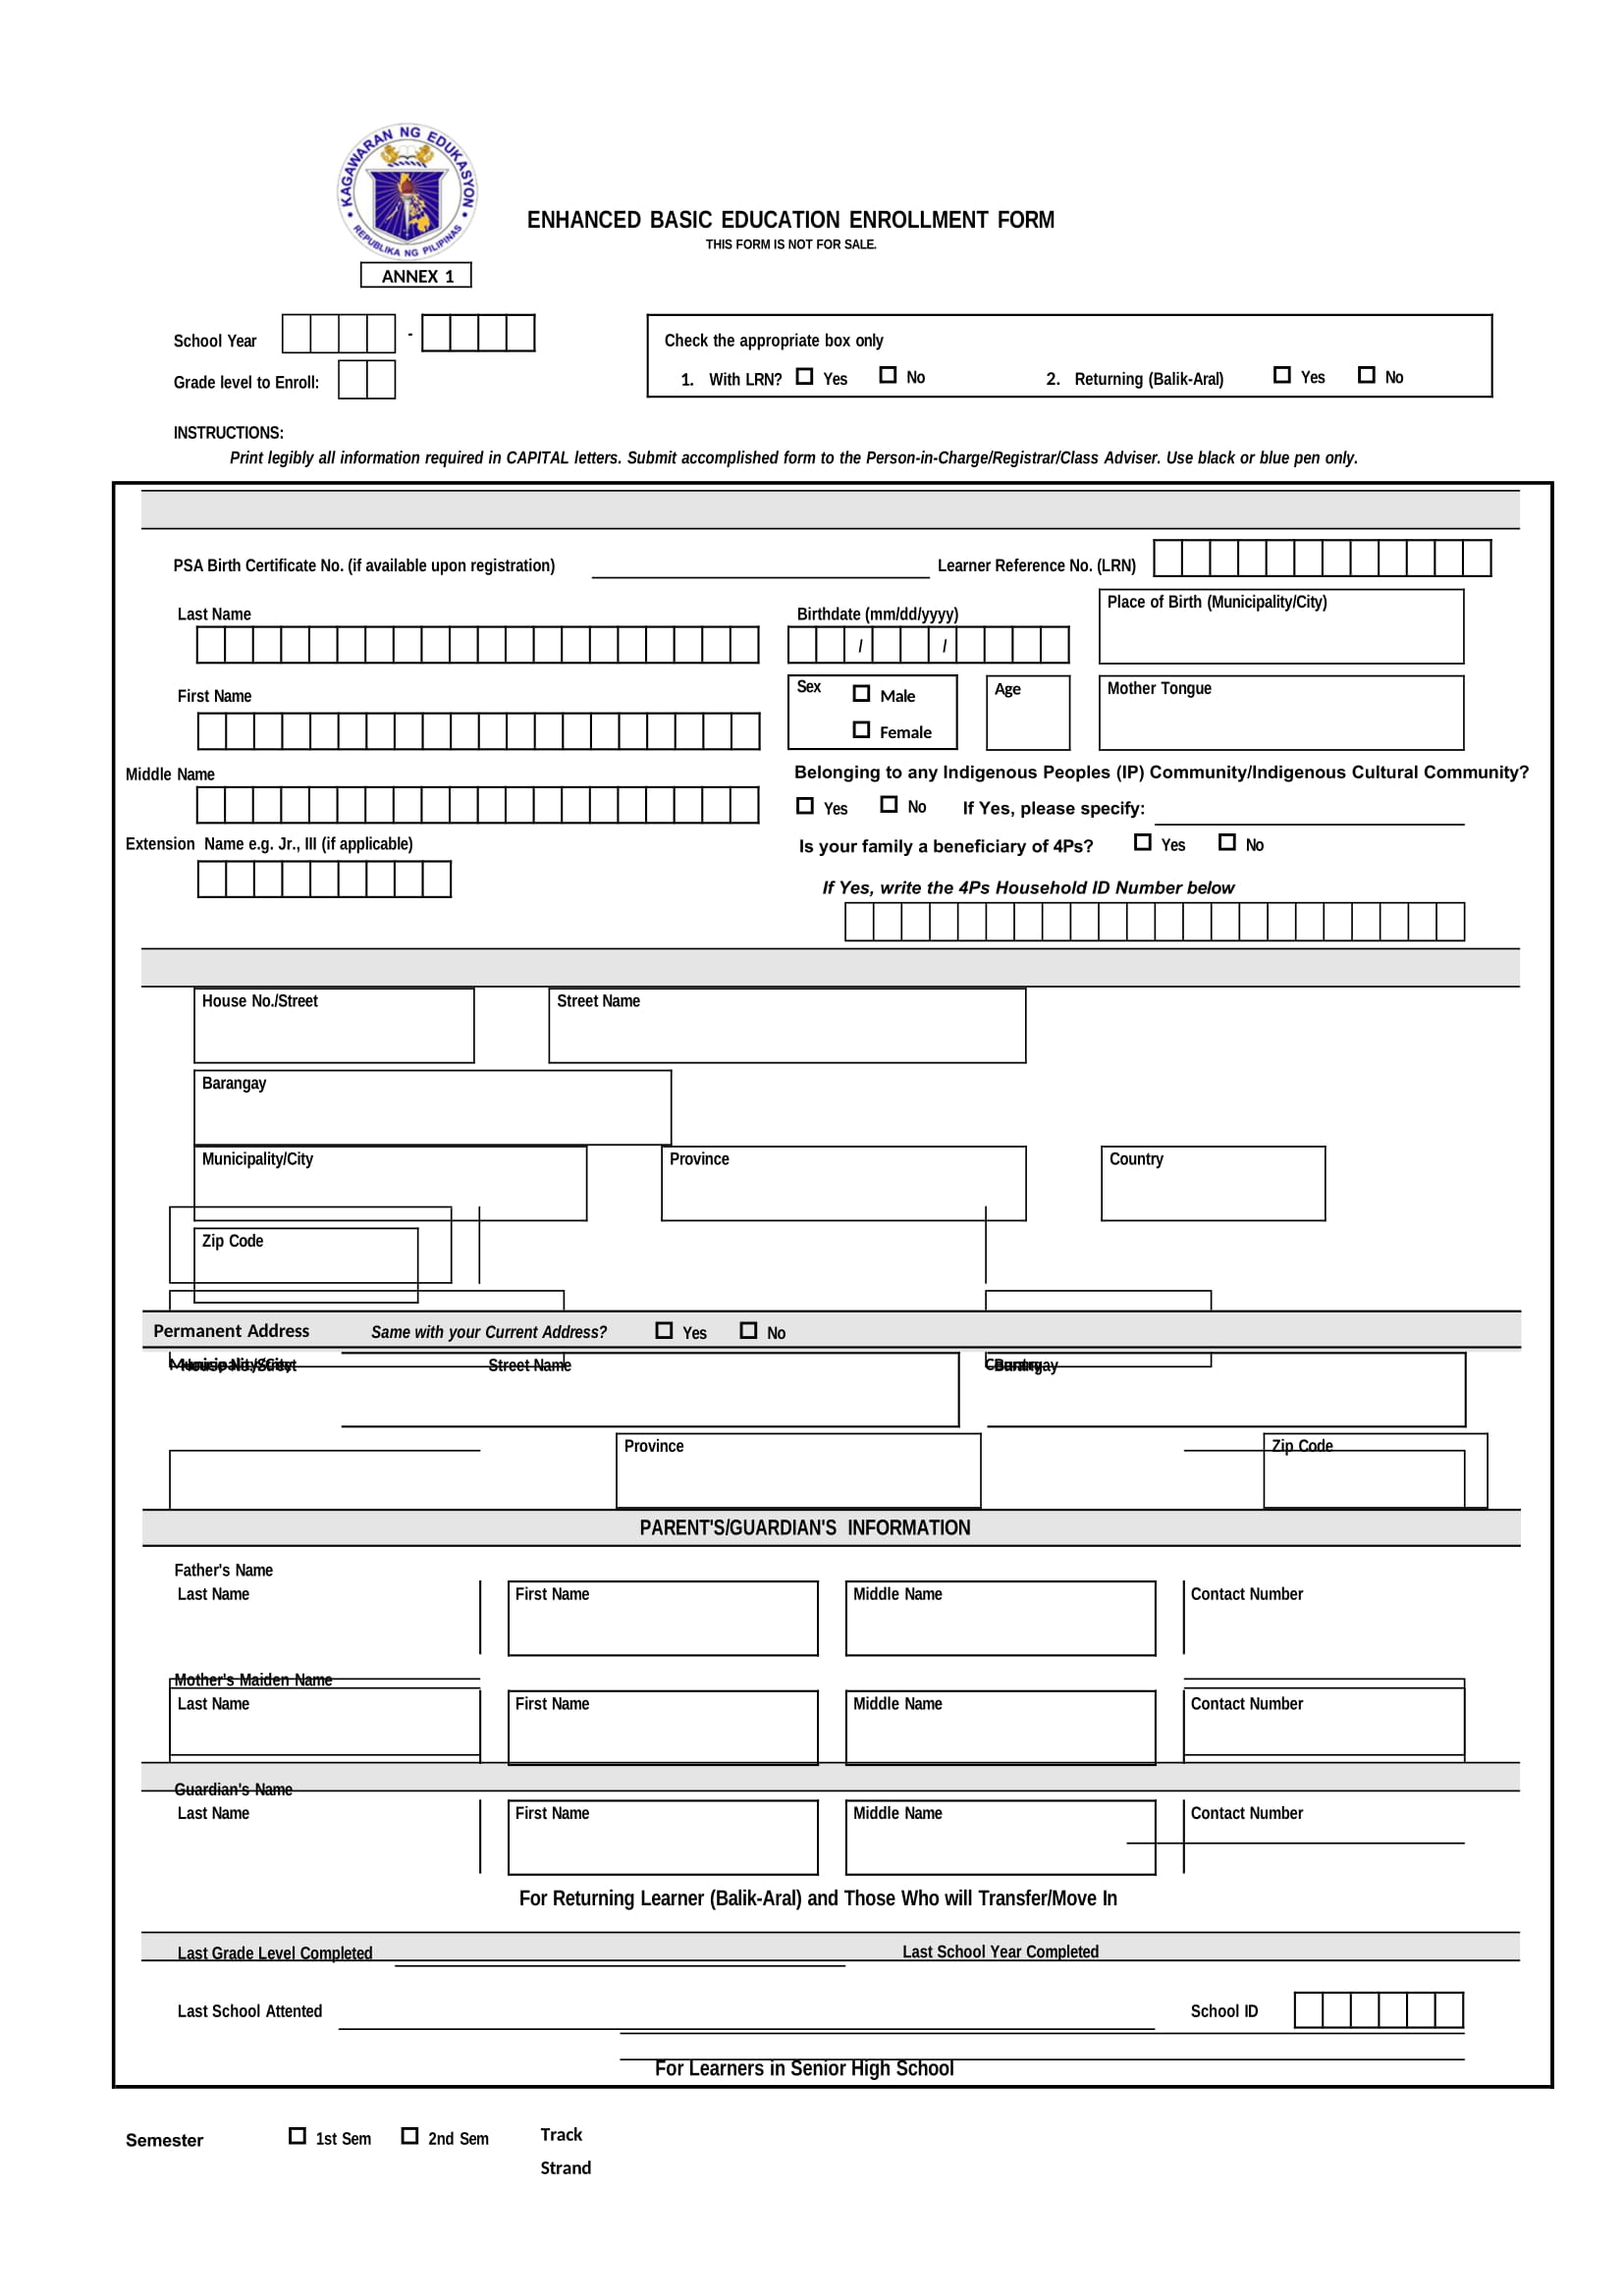 KAGAWARAN NG EDUKASYON
REPUBLIKA NG PILIPINAS
ENHANCED BASIC EDUCATION ENROLLMENT FORM
THIS FORM IS NOT FOR SALE.
ANNEX 1
School Year -
Check the appropriate box only
Grade level to Enroll:
1. With LRN? Yes No 2. Returning (Balik-Aral) Yes No
INSTRUCTIONS:
Print legibly all information required in CAPITAL letters. Submit accomplished form to the Person-in-Charge/Registrar/Class Adviser. Use black or blue pen only.
PSA Birth Certificate No. (if available upon registration) Learner Reference No. (LRN)
Last Name Birthdate (mm/dd/yyyy) Place of Birth (Municipality/City)
/ /
First Name Sex Male Age Mother Tongue
Female
Middle Name Belonging to any Indigenous Peoples (IP) Community/Indigenous Cultural Community?
Yes No If Yes, please specify:
Extension Name e.g. Jr., III (if applicable) Is your family a beneficiary of 4Ps? Yes No
If Yes, write the 4Ps Household ID Number below
House No./Street Street Name
Barangay
Municipality/City Province Country
Zip Code
Permanent Address Same with your Current Address? Yes No
Municipality/City House No./Street Street Name Country Barangay
Province Zip Code
PARENT'S/GUARDIAN'S INFORMATION
Father's Name
Last Name First Name Middle Name Contact Number
Mother's Maiden Name
Last Name First Name Middle Name Contact Number
Guardian's Name
Last Name First Name Middle Name Contact Number
For Returning Learner (Balik-Aral) and Those Who will Transfer/Move In
Last Grade Level Completed Last School Year Completed
Last School Attented School ID
For Learners in Senior High School
Semester 1st Sem 2nd Sem Track
Strand